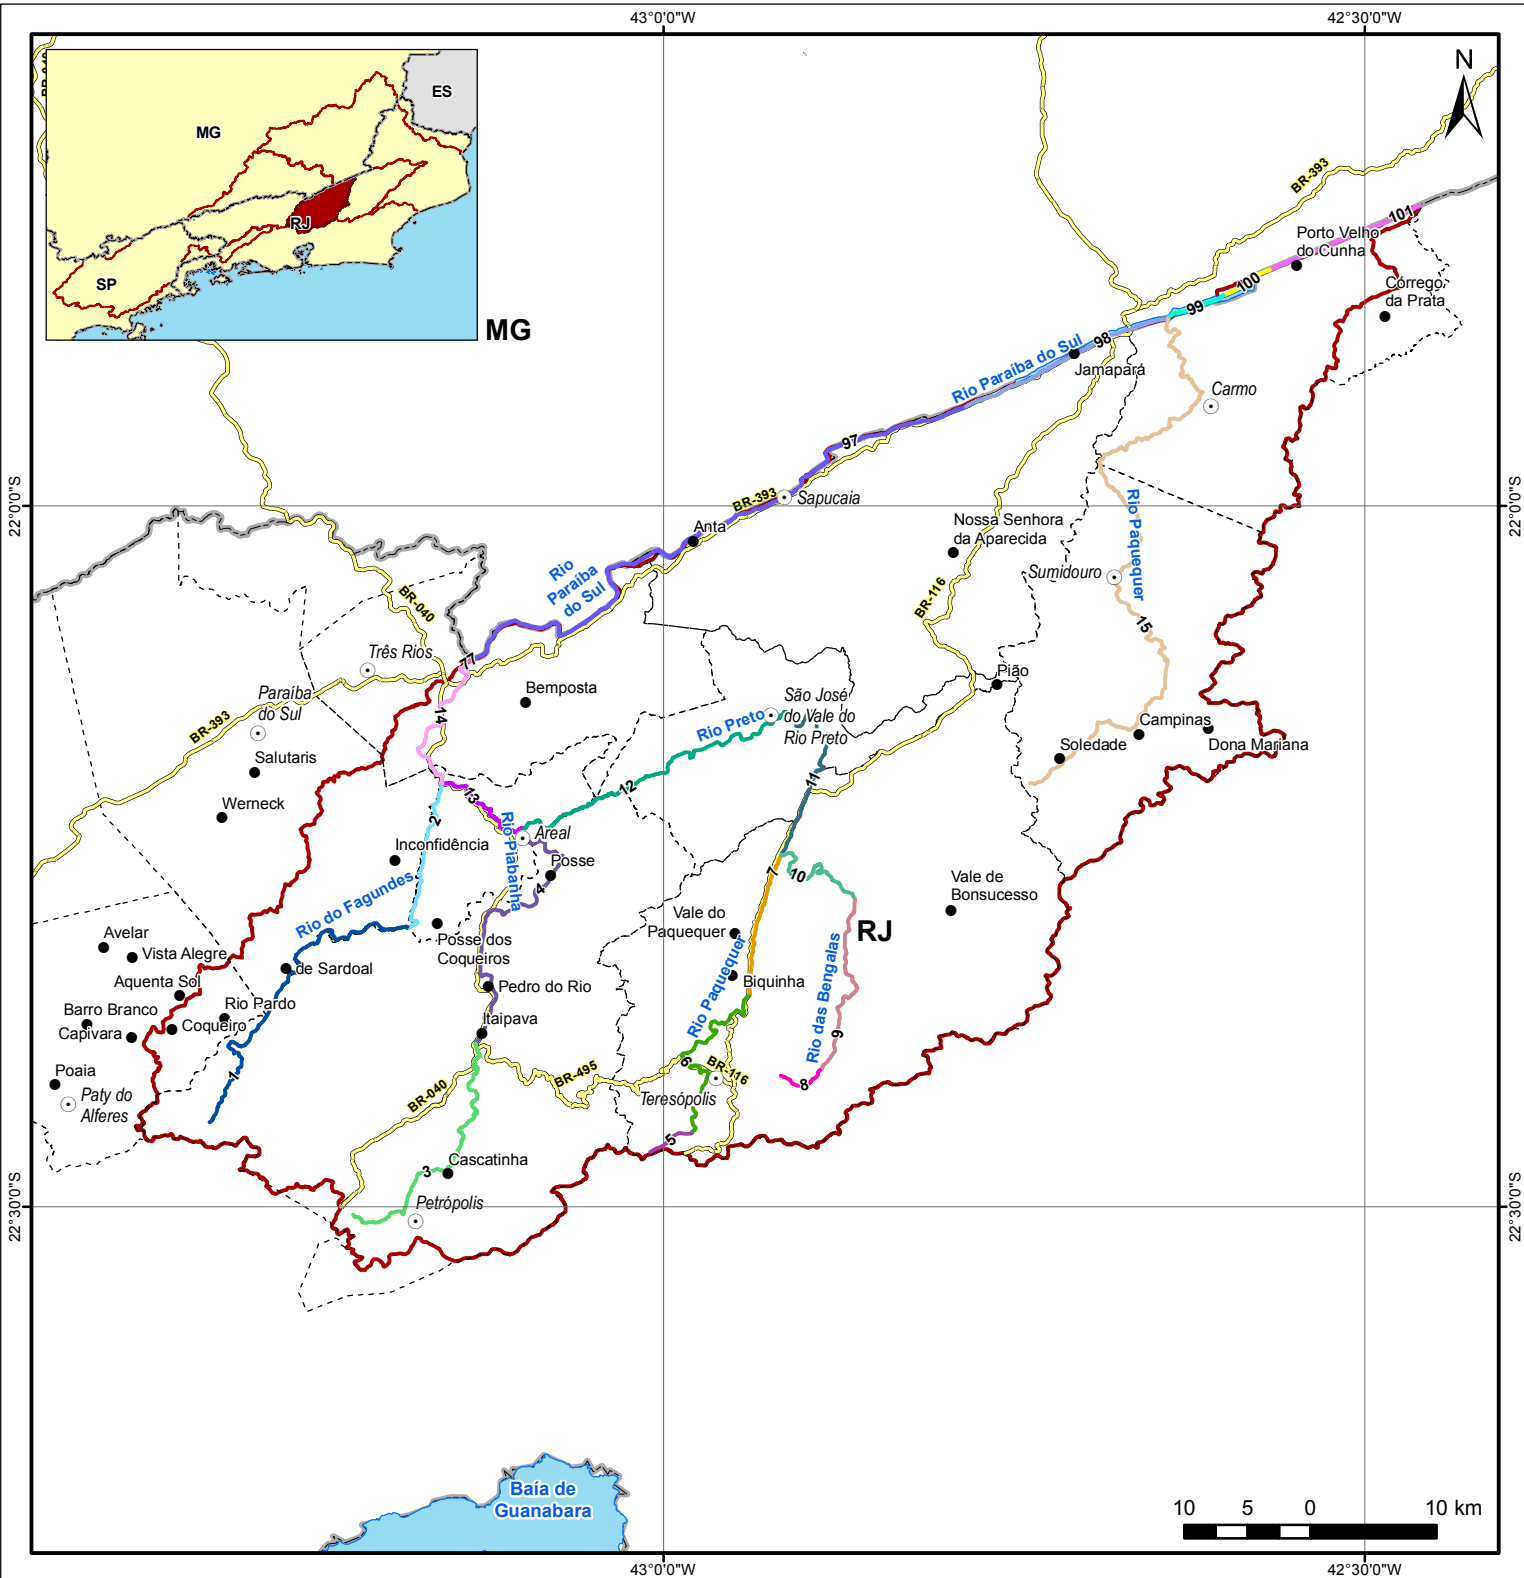 43°0'0"W
42°30'0"W
N
ES
MG
RJ
SP
MG
BR-393
101
Porto Velho
do Cunha
100
Córrego
da Prata
99
98
Rio Paraíba do Sul
Jamapará
Carmo
97
BR-393
Sapucaia
22°0'0"S
22°0'0"S
Rio Paquequer
Nossa Senhora
da Aparecida
Anta
Rio
Paraíba
do Sul
Sumidouro
BR-040
BR-116
15
Três Rios
77
Pião
Paraíba
do Sul
Bemposta
São José
do Vale do
Rio Preto
Rio Preto
14
BR-393
Campinas
Soledade
Dona Mariana
Salutaris
11
12
13
Werneck
2
Rio Piabanha
Areal
Inconfidência
Posse
7
10
4
Rio do Fagundes
Vale de
Bonsucesso
Vale do
Paquequer
RJ
Avelar
Vista Alegre
Posse dos
Coqueiros
de Sardoal
Biquinha
Rio Paquequer
Rio das Bengalas
Aquenta Sol
Pedro do Rio
Rio Pardo
Barro Branco
Coqueiro
Capivara
Itaipava
9
6
BR-116
BR-495
1
8
Poaia
Paty do
Alferes
BR-040
Teresópolis
5
Cascatinha
3
Petrópolis
22°30'0"S
22°30'0"S
Baía de
Guanabara
10 5 0 10 km
43°0'0"W
42°30'0"W